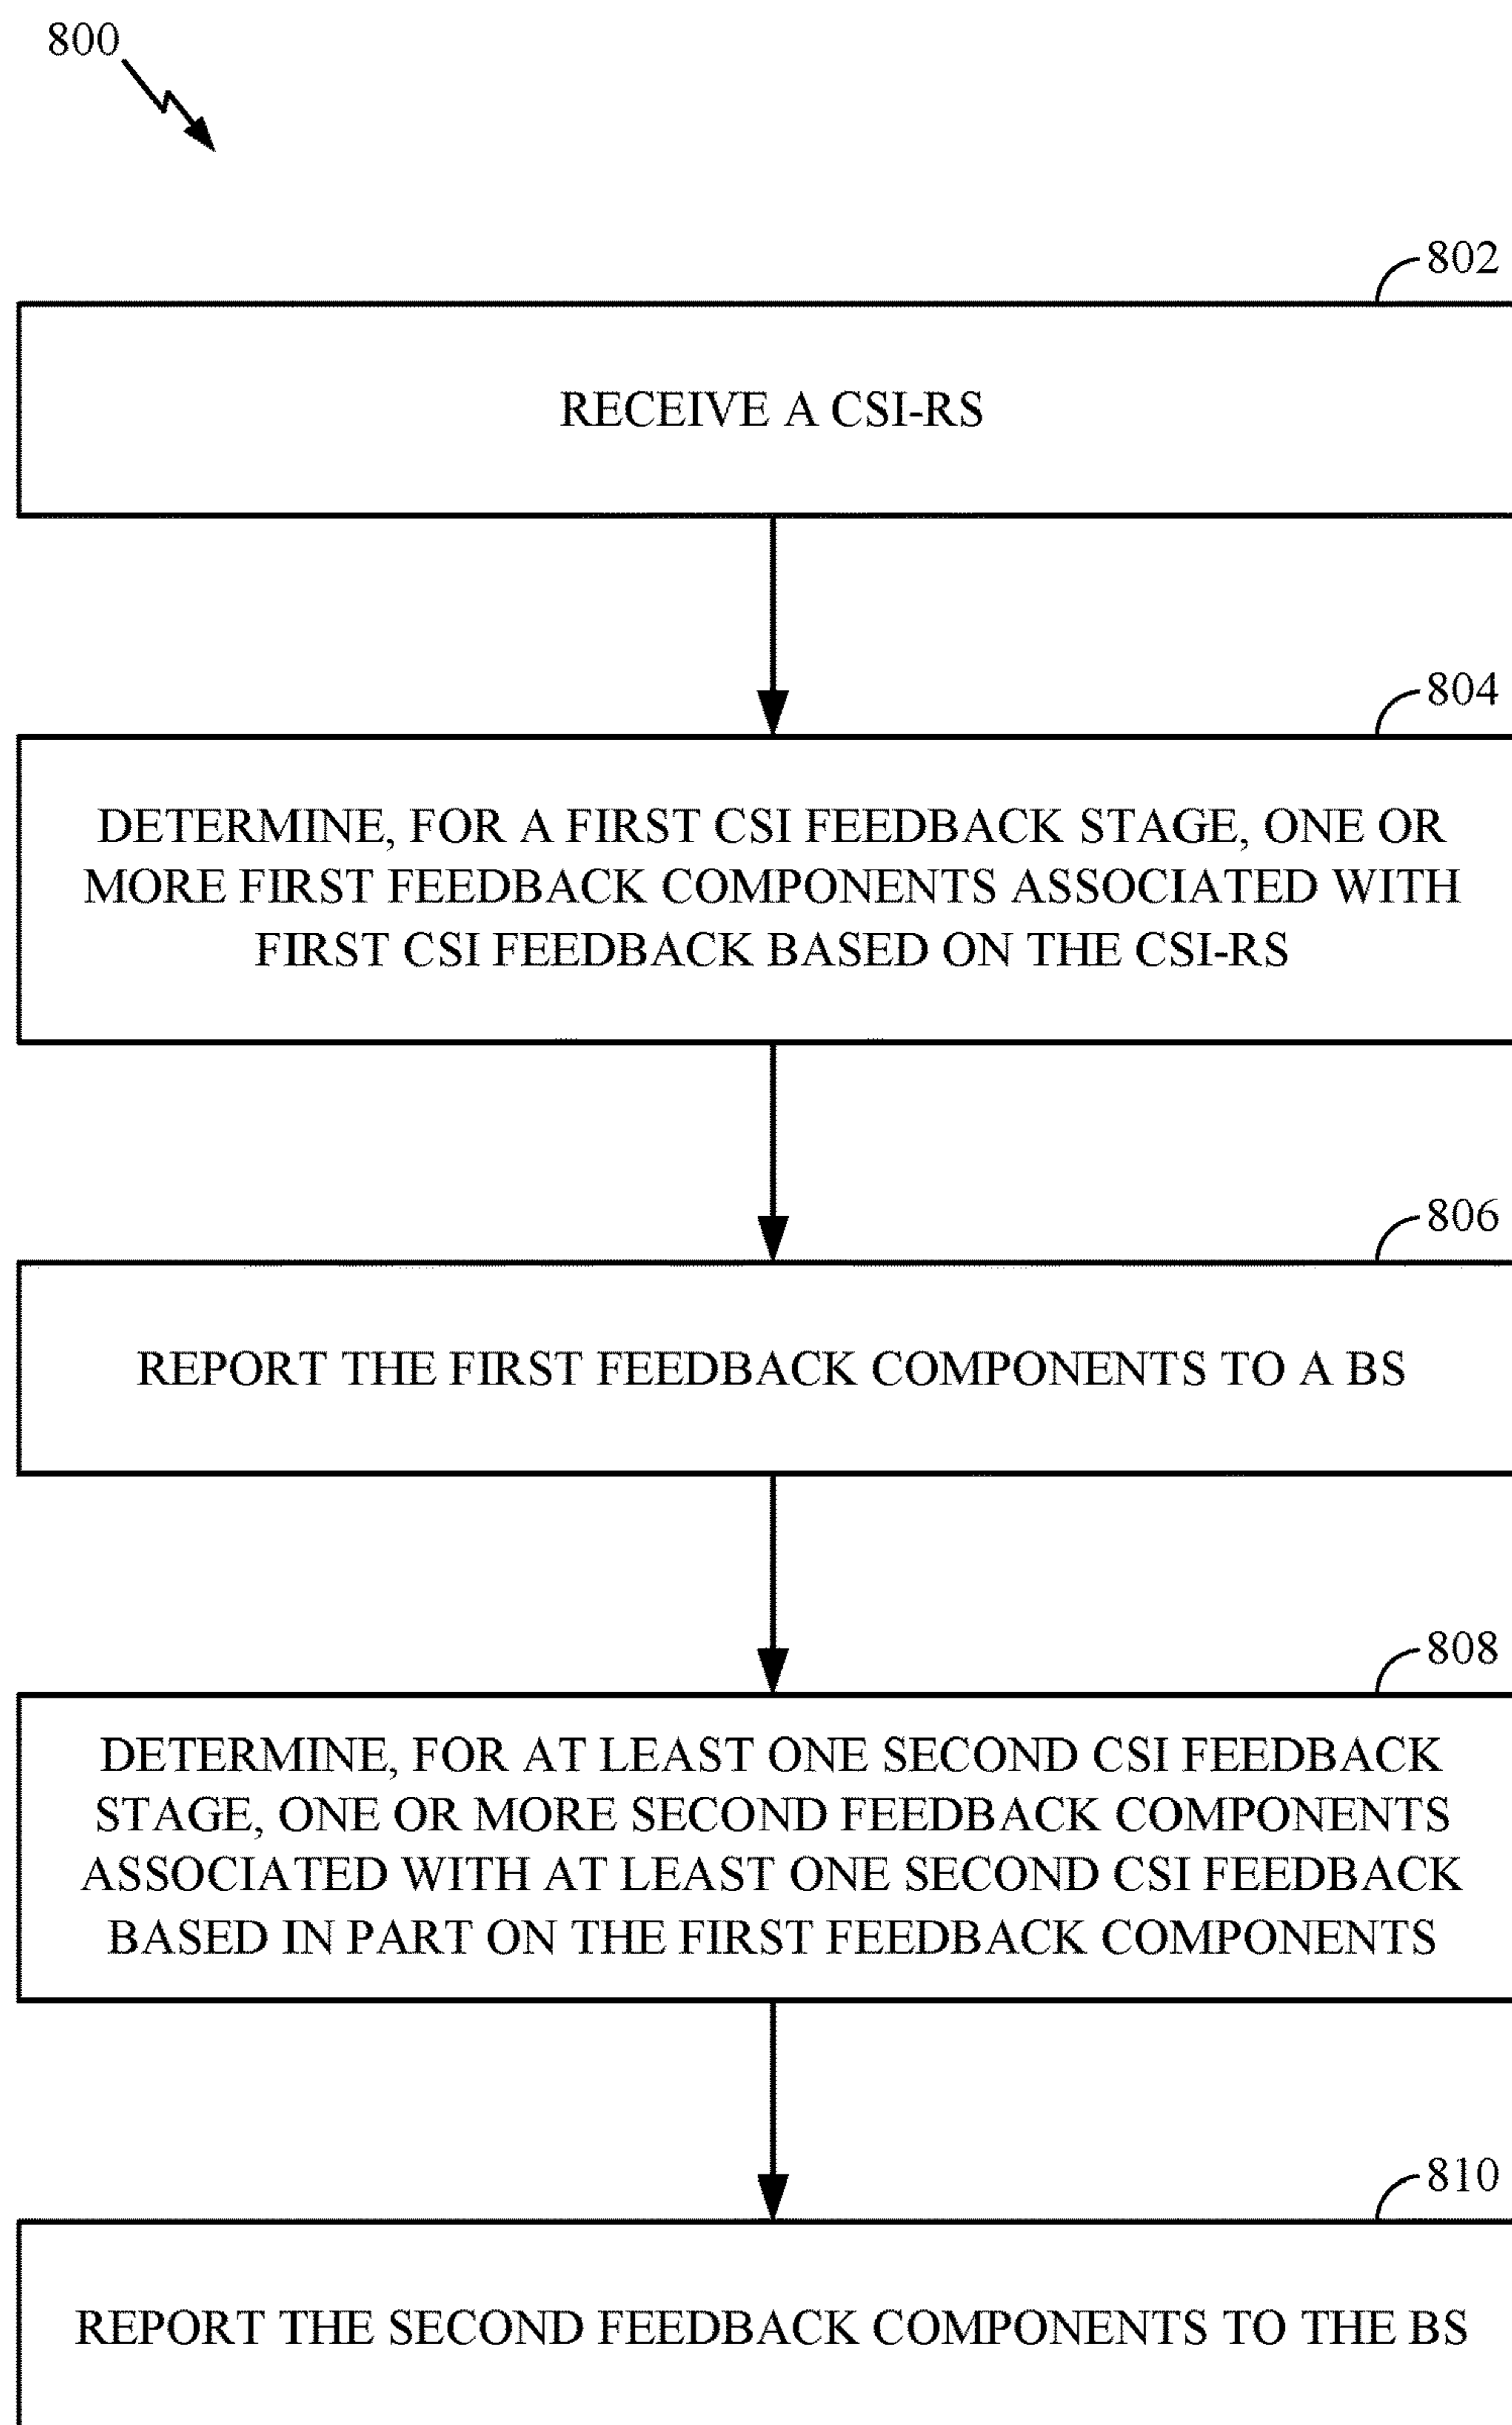 800
802
RECEIVE A CSI-RS
804
DETERMINE, FOR A FIRST CSI FEEDBACK STAGE, ONE OR
MORE FIRST FEEDBACK COMPONENTS ASSOCIATED WITH
FIRST CSI FEEDBACK BASED ON THE CSI-RS
806
REPORT THE FIRST FEEDBACK COMPONENTS TO A BS
808
DETERMINE, FOR AT LEAST ONE SECOND CSI FEEDBACK
STAGE, ONE OR MORE SECOND FEEDBACK COMPONENTS
ASSOCIATED WITH AT LEAST ONE SECOND CSI FEEDBACK
BASED IN PART ON THE FIRST FEEDBACK COMPONENTS
810
REPORT THE SECOND FEEDBACK COMPONENTS TO THE BS